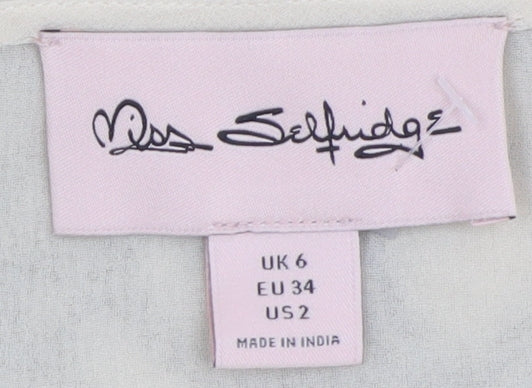 Miss Selfridge
UK 6
EU 34
US 2
MADE IN INDIA